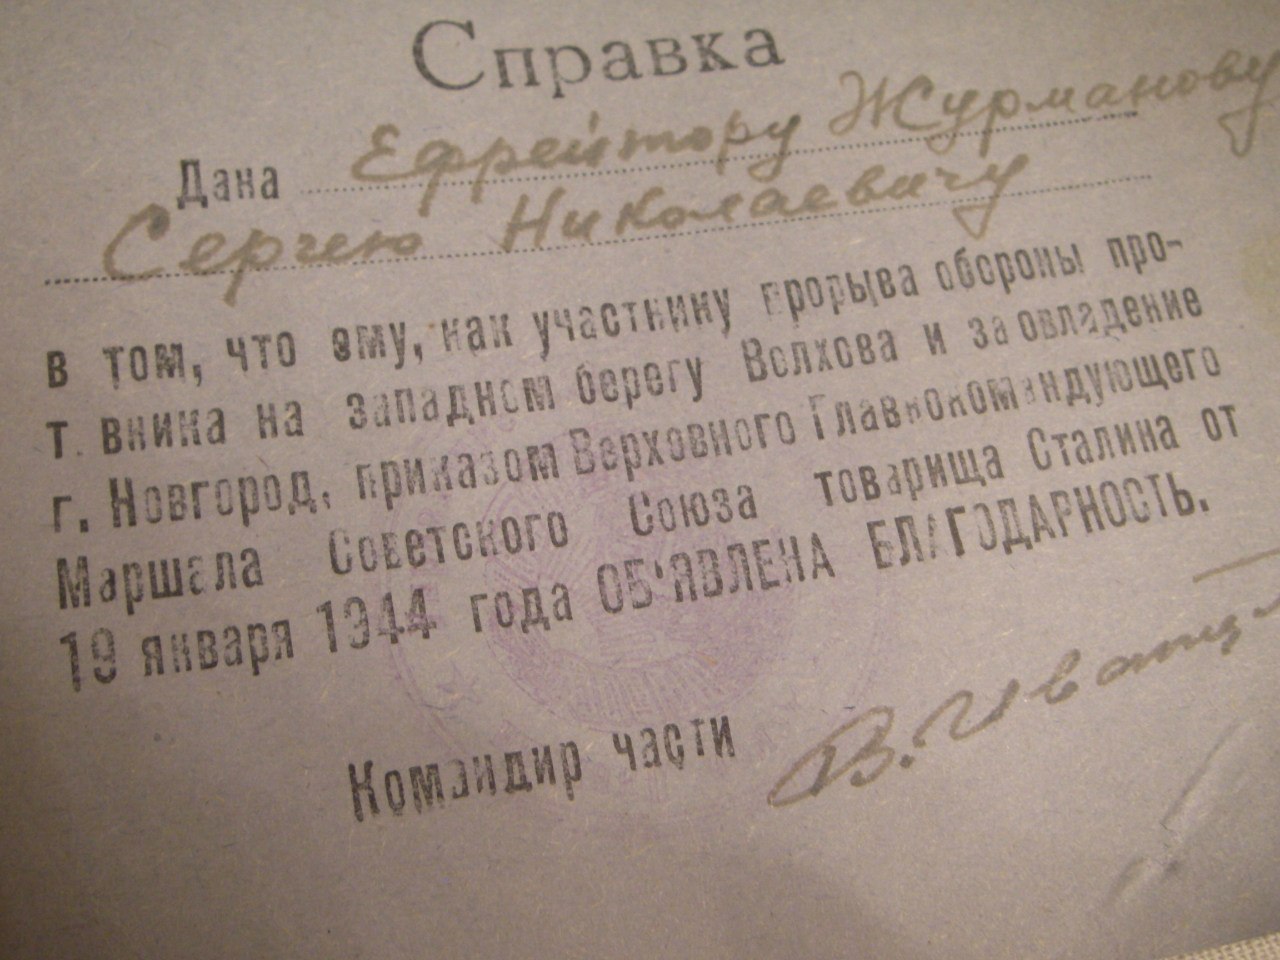 Справка
Дана Ефрейтору Журманову
Сергею Николаевичу
в том, что ему, как участнику прорыва обороны про-
т. вника на западном берегу Волхова и за овладение
г. Новгород, приказом Верховного Главнокомандующего
Маршала Советского Союза товарища Сталина от
19 января 1944 года ОБ'ЯВЛЕНА БЛАГОДАРНОСТЬ.
Командир части В.